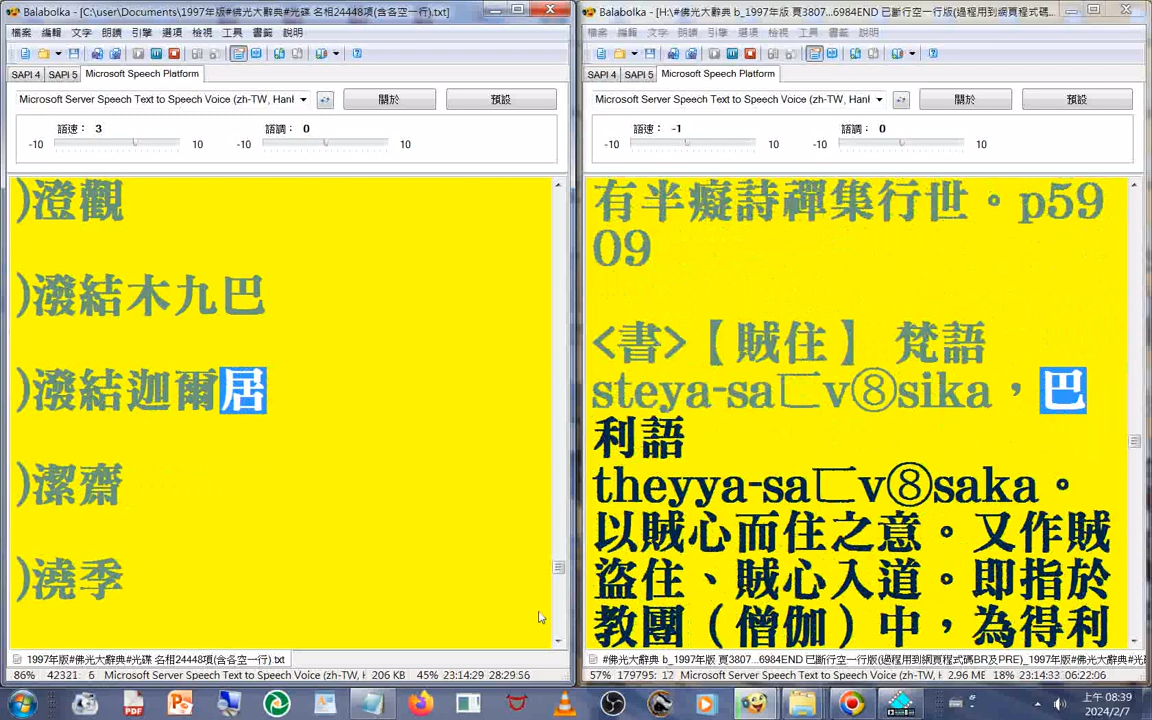 Balabolka - [C:\user\Documents\1997年版#佛光大辭典#光碟 名相24448項(含各空一行).txt]
檔案 編輯 文字 朗讀 引擎 選項 檢視 工具 書籤 說明
SAPI 4 SAPI 5 Microsoft Speech Platform
Microsoft Server Speech Text to Speech Voice (zh-TW, Hanl
關於 預設
語速： 3 語調： 0
-10 10 -10 10
)澄觀
)潑結木九巴
)潑結迦爾居
)潔齋
)澆季
1997年版#佛光大辭典#光碟 名相24448項(含各空一行).txt
86% 42321: 6 Microsoft Server Speech Text to Speech Voice (zh-TW, H 206 KB 23:14:29 28:29:56
Balabolka - [H:\#佛光大辭典 b_1997年版 頁3807...6984END 已斷行空一行版(過程用到網頁程式碼...
檔案 編輯 文字 朗讀 引擎 選項 檢視 工具 書籤 說明
SAPI 4 SAPI 5 Microsoft Speech Platform
Microsoft Server Speech Text to Speech Voice (zh-TW, Hanl
關於 預設
語速： -1 語調： 0
-10 10 -10 10
有半癡詩禪集行世。p59
09
<書>【賊住】 梵語
steya-sa匚v⑧sika，巴
利語
theyya-sa匚v⑧saka。
以賊心而住之意。又作賊
盜住、賊心入道。即指於
教團（僧伽）中，為得利
#佛光大辭典 b_1997年版 頁3807...6984END 已斷行空一行版(過程用到網頁程式碼BR及PRE)_1997年版#光
57% 179795: 12 Microsoft Server Speech Text to Speech Voice (zh-TW, H 2.96 ME 18% 23:14:33 06:22:06
上午 08:39
2024/2/7